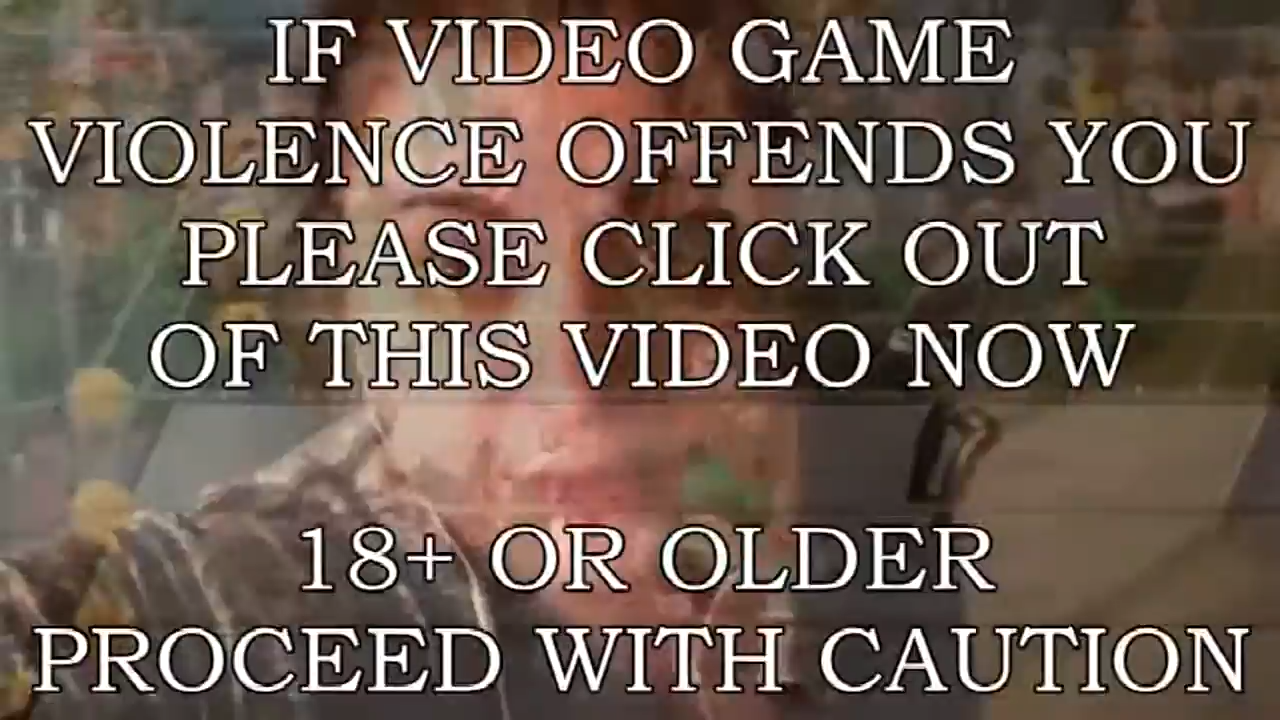 IF VIDEO GAME
VIOLENCE OFFENDS YOU
PLEASE CLICK OUT
OF THIS VIDEO NOW
18+ OR OLDER
PROCEED WITH CAUTION